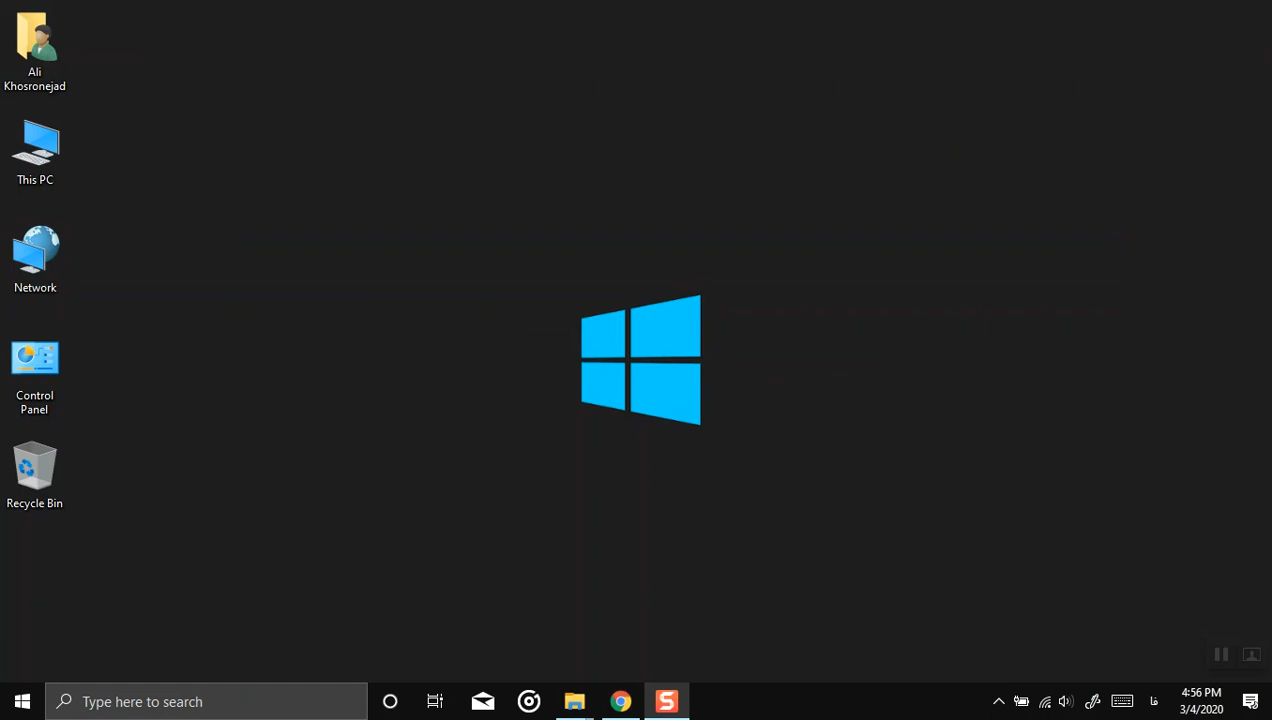 Ali
Khosronejad
This PC
Network
Control
Panel
Recycle Bin
Type here to search
S
فا
4:56 PM
3/4/2020